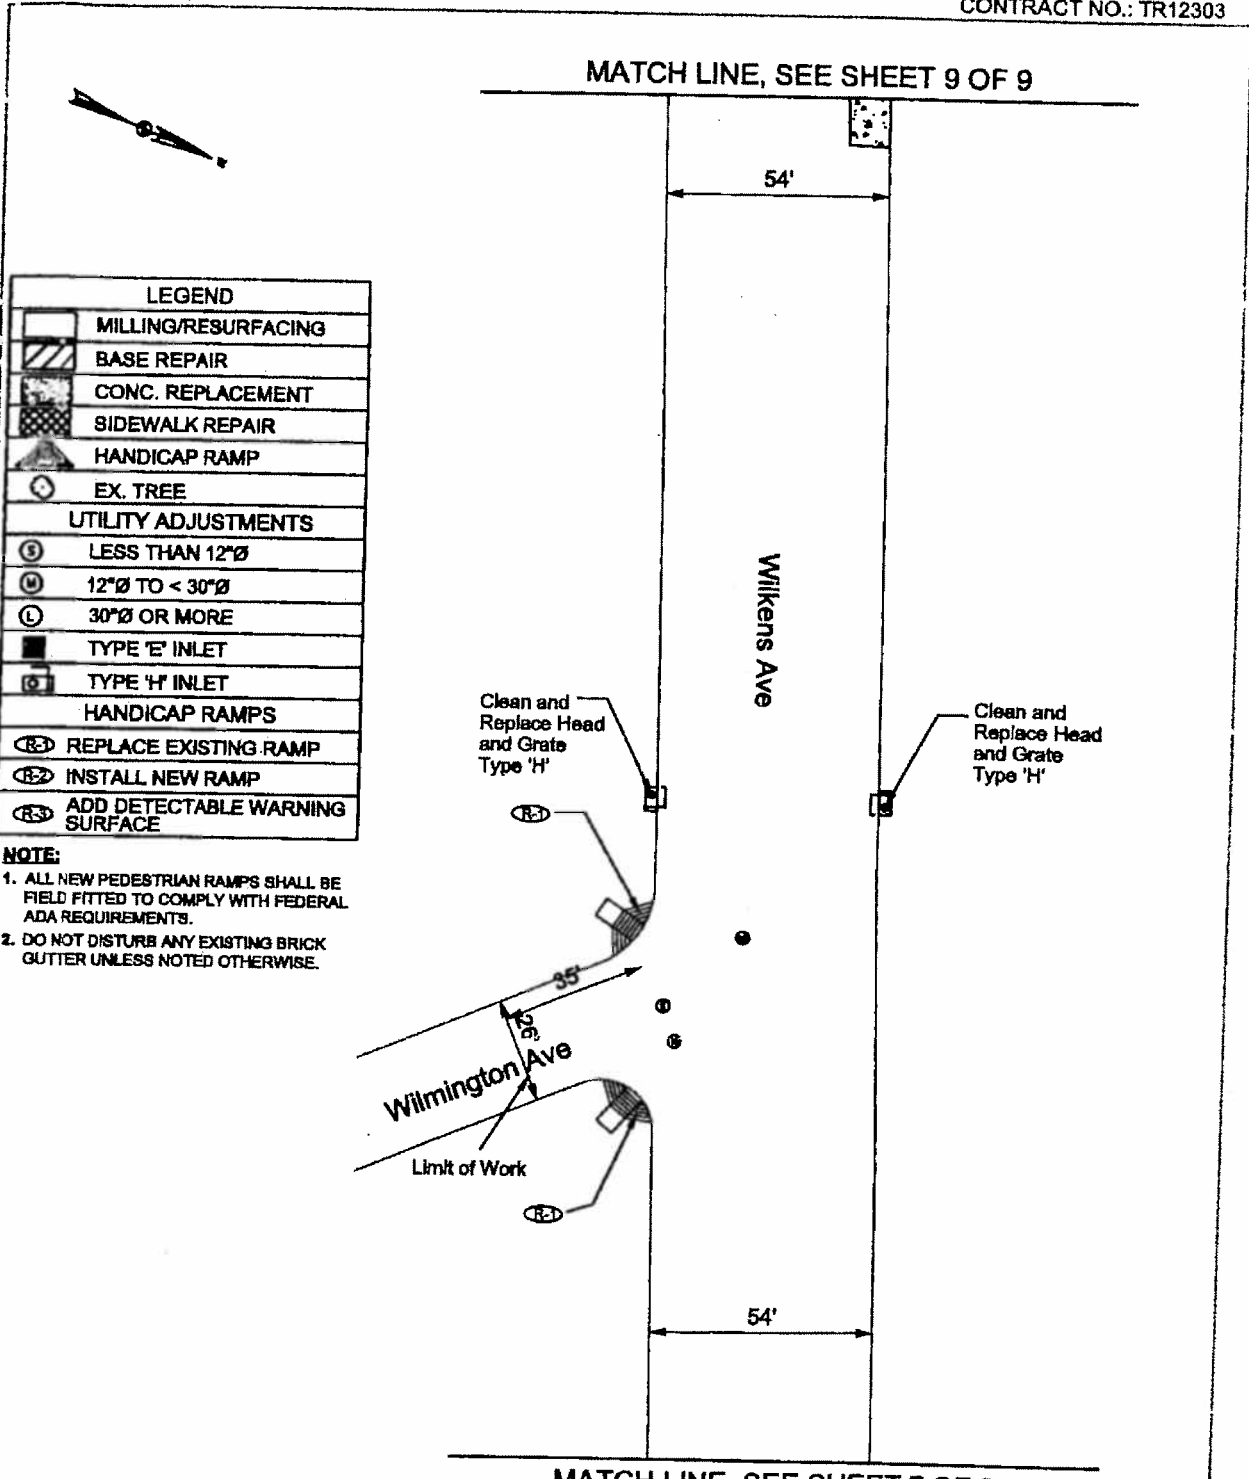 CONTRACT NO.: TR12303
MATCH LINE, SEE SHEET 9 OF 9
54'
LEGEND
MILLING/RESURFACING
BASE REPAIR
CONC. REPLACEMENT
SIDEWALK REPAIR
HANDICAP RAMP
EX. TREE
UTILITY ADJUSTMENTS
S LESS THAN 12"Ø
M 12"Ø TO < 30"Ø
L 30"Ø OR MORE
TYPE 'E' INLET
TYPE 'H' INLET
HANDICAP RAMPS
R-1 REPLACE EXISTING RAMP
R-2 INSTALL NEW RAMP
R-3 ADD DETECTABLE WARNING
SURFACE
NOTE:
1. ALL NEW PEDESTRIAN RAMPS SHALL BE
FIELD FITTED TO COMPLY WITH FEDERAL
ADA REQUIREMENTS.
2. DO NOT DISTURB ANY EXISTING BRICK
GUTTER UNLESS NOTED OTHERWISE.
Wilkens Ave
Clean and
Replace Head
and Grate
Type 'H'
Clean and
Replace Head
and Grate
Type 'H'
R-1
35'
26'
Wilmington Ave
Limit of Work
R-1
54'
MATCH LINE, SEE SHEET